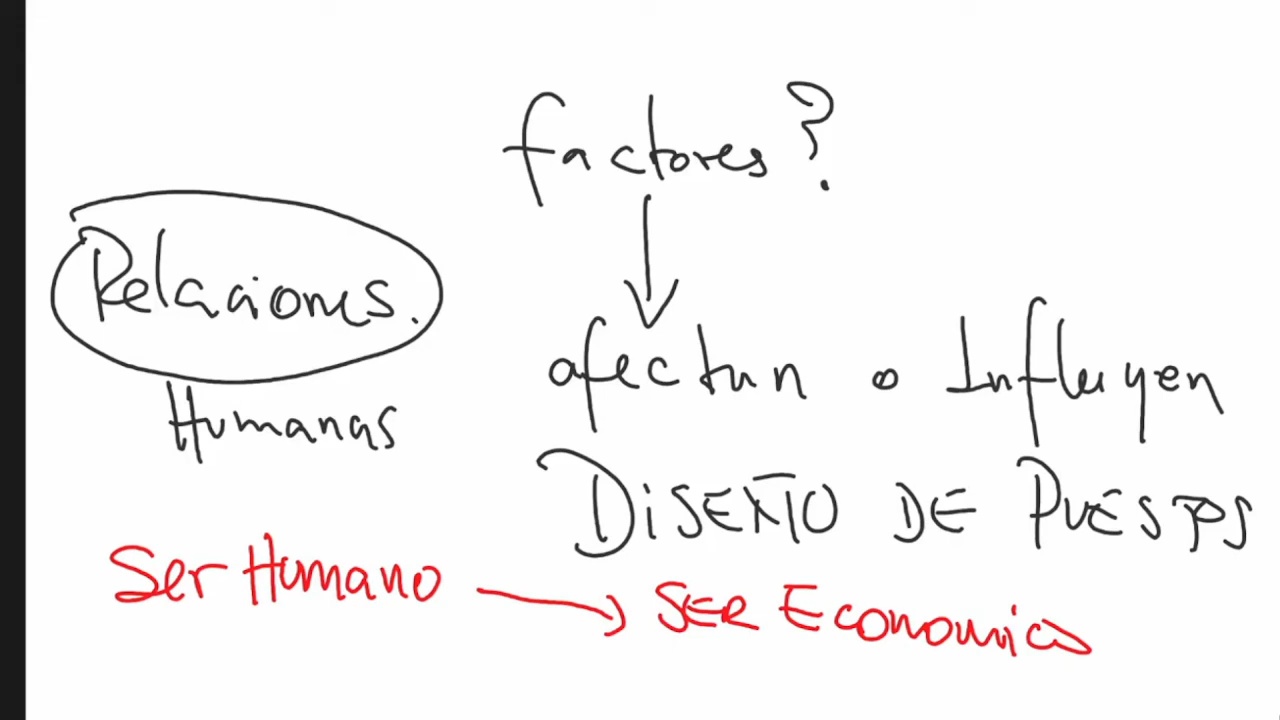 factores?
Relaciones.
Humanas
afectan o Influyen
DISEÑO DE PUESTOS
Ser Humano → SER Economico